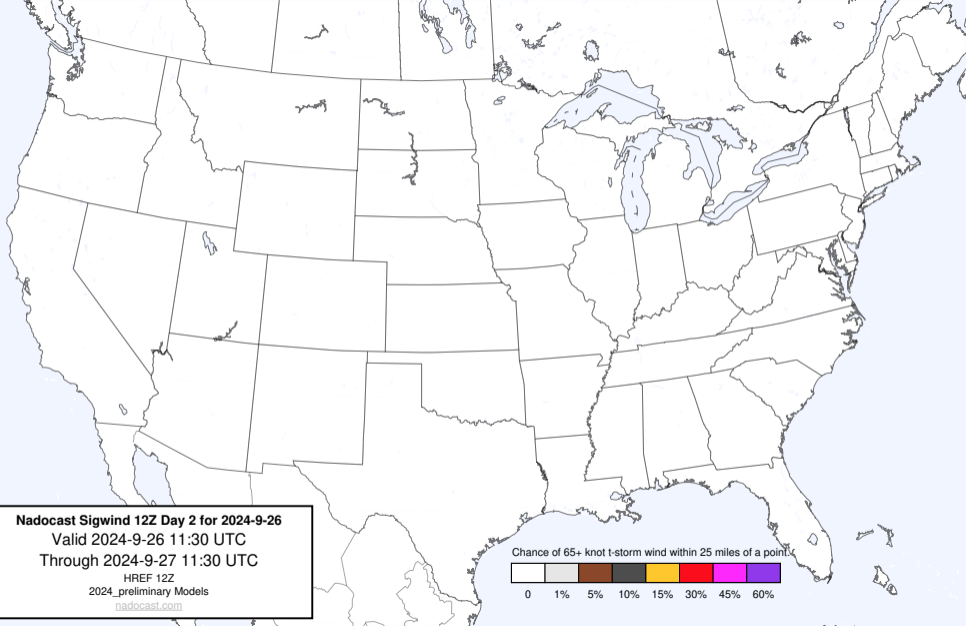 Nadocast Sigwind 12Z Day 2 for 2024-9-26
Valid 2024-9-26 11:30 UTC
Through 2024-9-27 11:30 UTC
HREF 12Z
2024_preliminary Models
nadocast.com
Chance of 65+ knot t-storm wind within 25 miles of a point.
0 1% 5% 10% 15% 30% 45% 60%